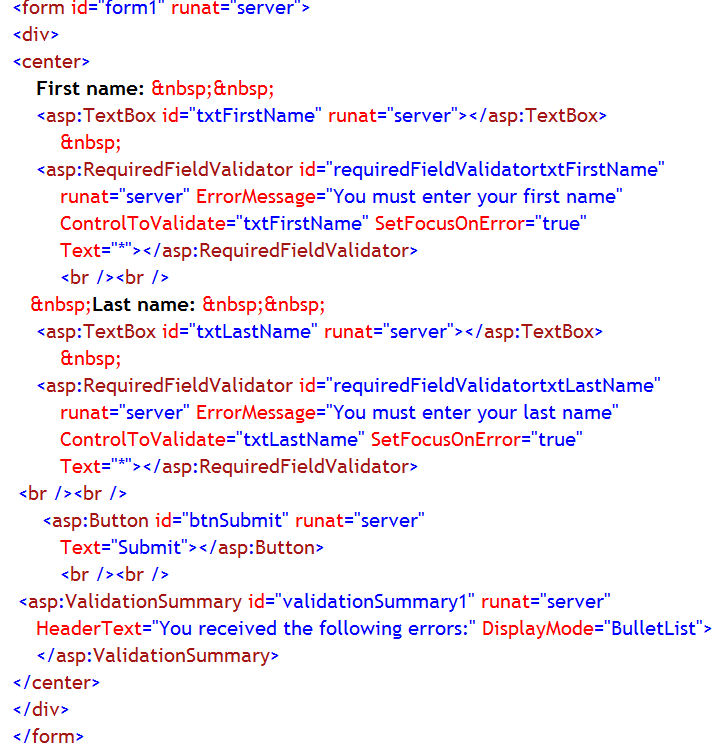 <form id="form1" runat="server">
<div>
<center>
First name: &nbsp;&nbsp;
<asp:TextBox id="txtFirstName" runat="server"></asp:TextBox>
&nbsp;
<asp:RequiredFieldValidator id="requiredFieldValidatortxtFirstName"
runat="server" ErrorMessage="You must enter your first name"
ControlToValidate="txtFirstName" SetFocusOnError="true"
Text="*"></asp:RequiredFieldValidator>
<br /><br />
&nbsp;Last name: &nbsp;&nbsp;
<asp:TextBox id="txtLastName" runat="server"></asp:TextBox>
&nbsp;
<asp:RequiredFieldValidator id="requiredFieldValidatortxtLastName"
runat="server" ErrorMessage="You must enter your last name"
ControlToValidate="txtLastName" SetFocusOnError="true"
Text="*"></asp:RequiredFieldValidator>
<br /><br />
<asp:Button id="btnSubmit" runat="server"
Text="Submit"></asp:Button>
<br /><br />
<asp:ValidationSummary id="validationSummary1" runat="server"
HeaderText="You received the following errors:" DisplayMode="BulletList">
</asp:ValidationSummary>
</center>
</div>
</form>